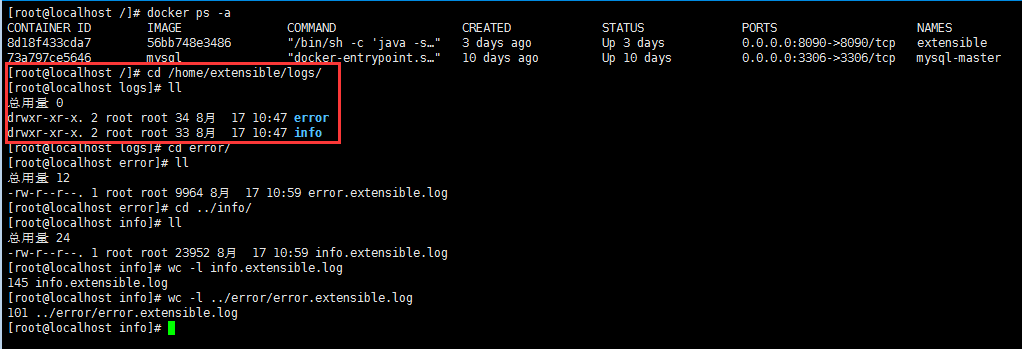 [root@localhost /]# docker ps -a
CONTAINER ID IMAGE COMMAND CREATED STATUS PORTS NAMES
8d18f433cda7 56bb748e3486 "/bin/sh -c 'java -s…" 3 days ago Up 3 days 0.0.0.0:8090->8090/tcp extensible
73a797ce5646 mysql "docker-entrypoint.s…" 10 days ago Up 10 days 0.0.0.0:3306->3306/tcp mysql-master
[root@localhost /]# cd /home/extensible/logs/
[root@localhost logs]# ll
总用量 0
drwxr-xr-x. 2 root root 34 8月 17 10:47 error
drwxr-xr-x. 2 root root 33 8月 17 10:47 info
[root@localhost logs]# cd error/
[root@localhost error]# ll
总用量 12
-rw-r--r--. 1 root root 9964 8月 17 10:59 error.extensible.log
[root@localhost error]# cd ../info/
[root@localhost info]# ll
总用量 24
-rw-r--r--. 1 root root 23952 8月 17 10:59 info.extensible.log
[root@localhost info]# wc -l info.extensible.log
145 info.extensible.log
[root@localhost info]# wc -l ../error/error.extensible.log
101 ../error/error.extensible.log
[root@localhost info]#